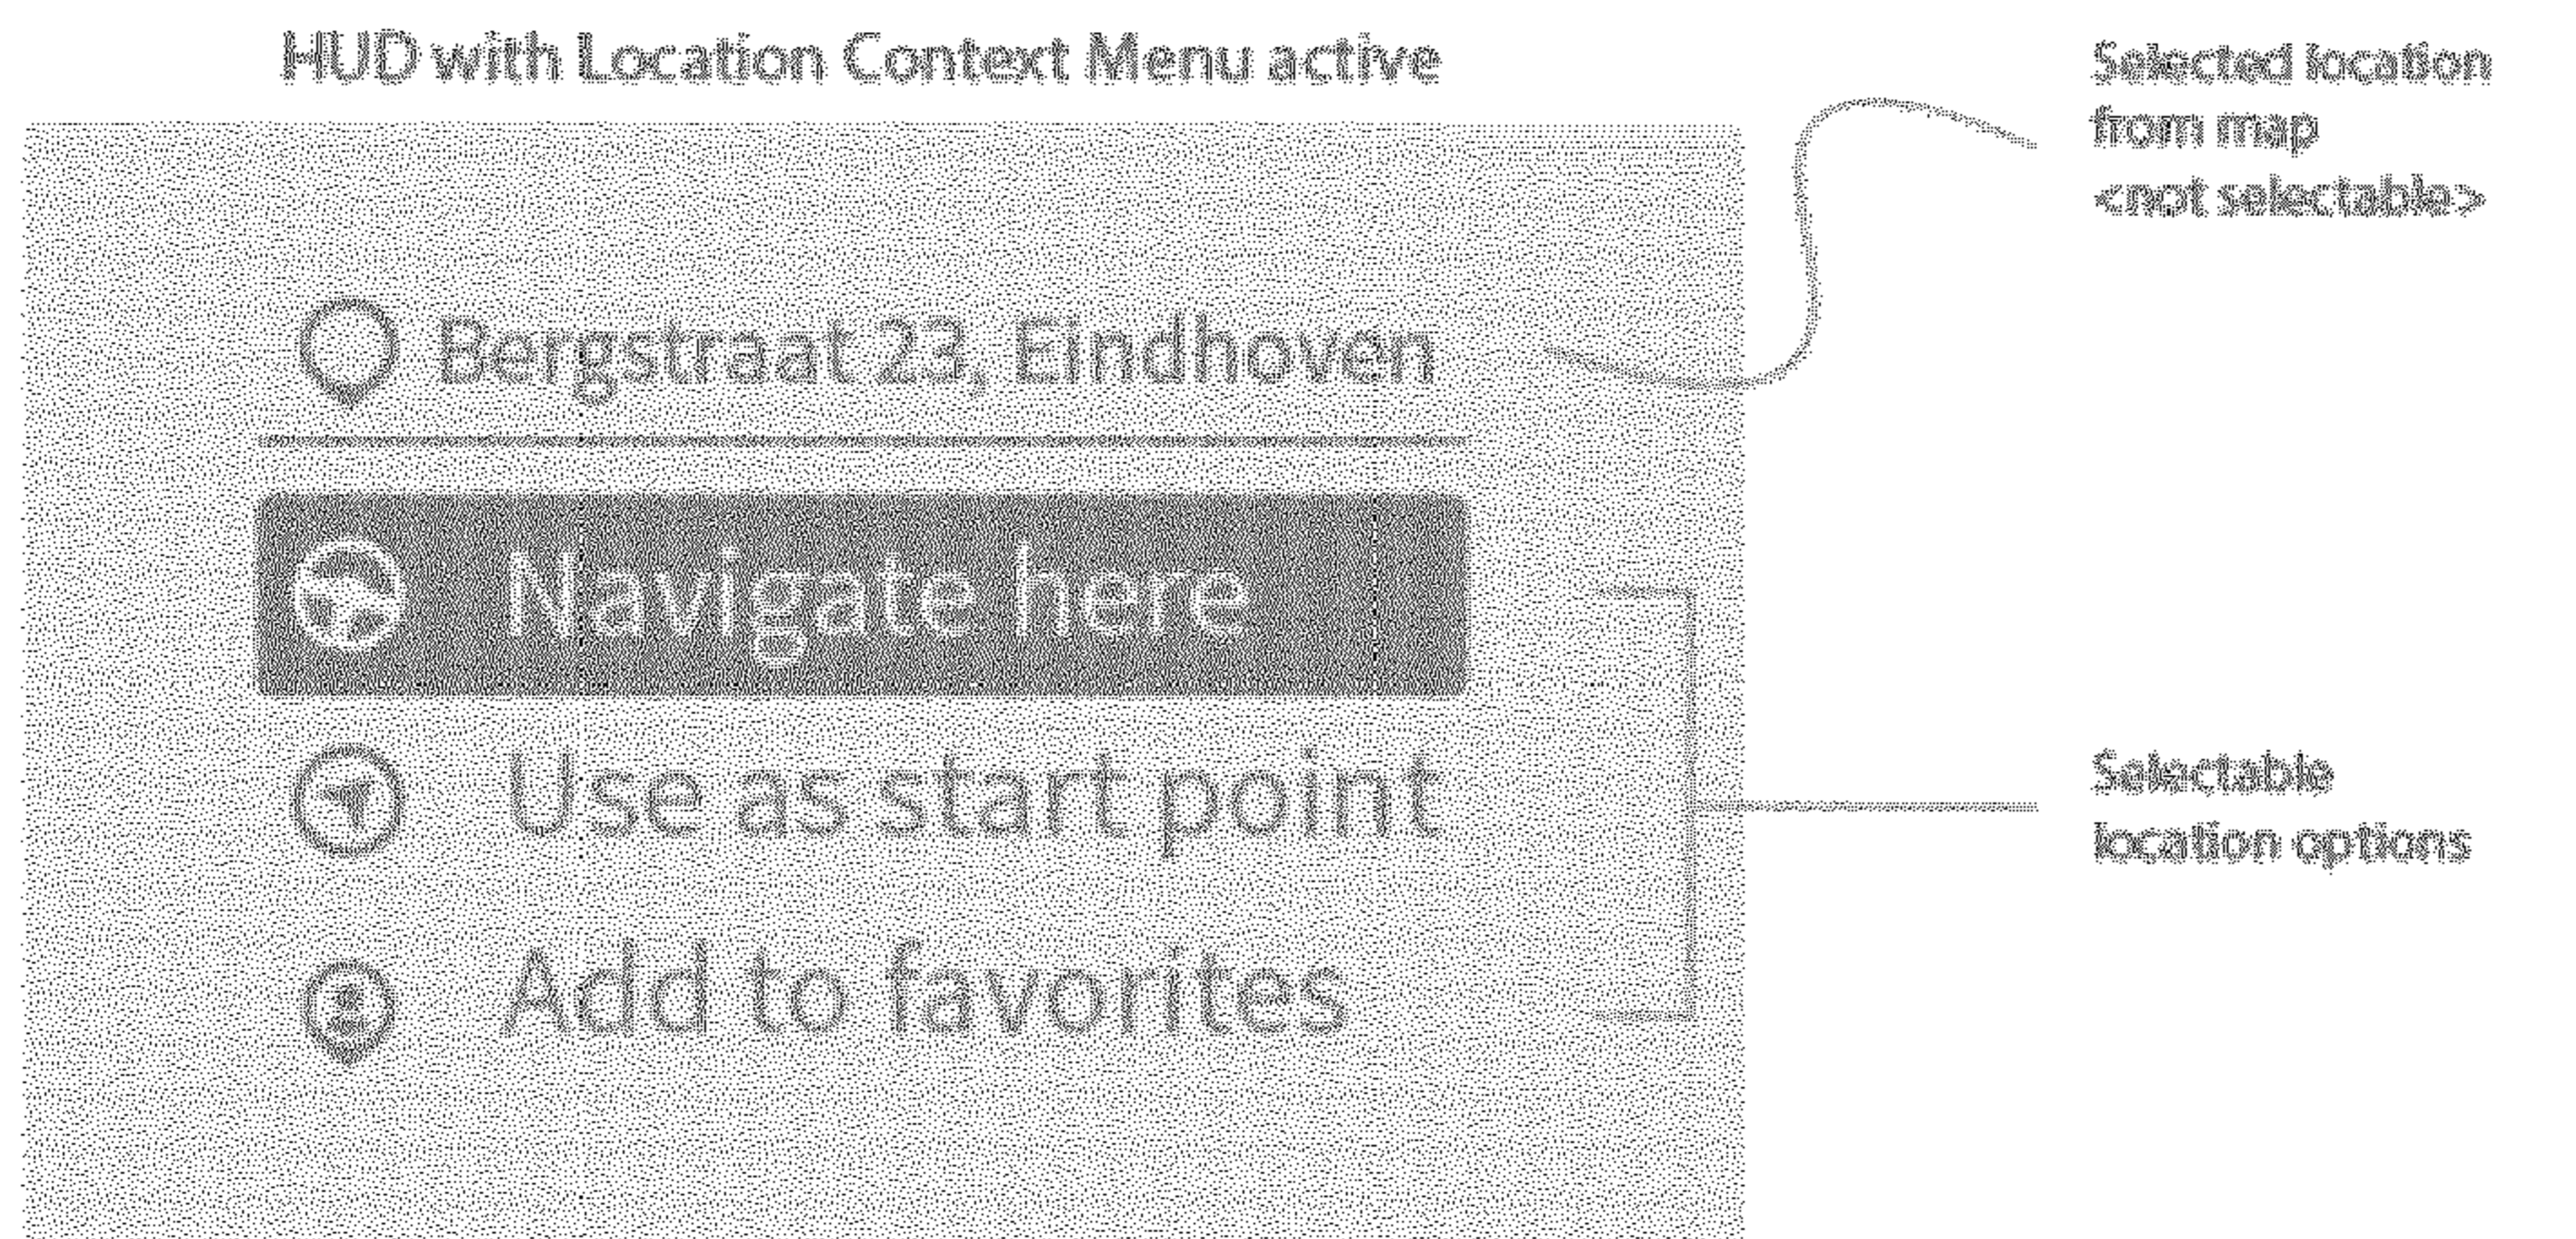 HUD with Location Context Menu active
Selected location
from map
<not selectable>
Bergstraat 23, Eindhoven
Navigate here
Use as start point
Add to favorites
Selectable
location options